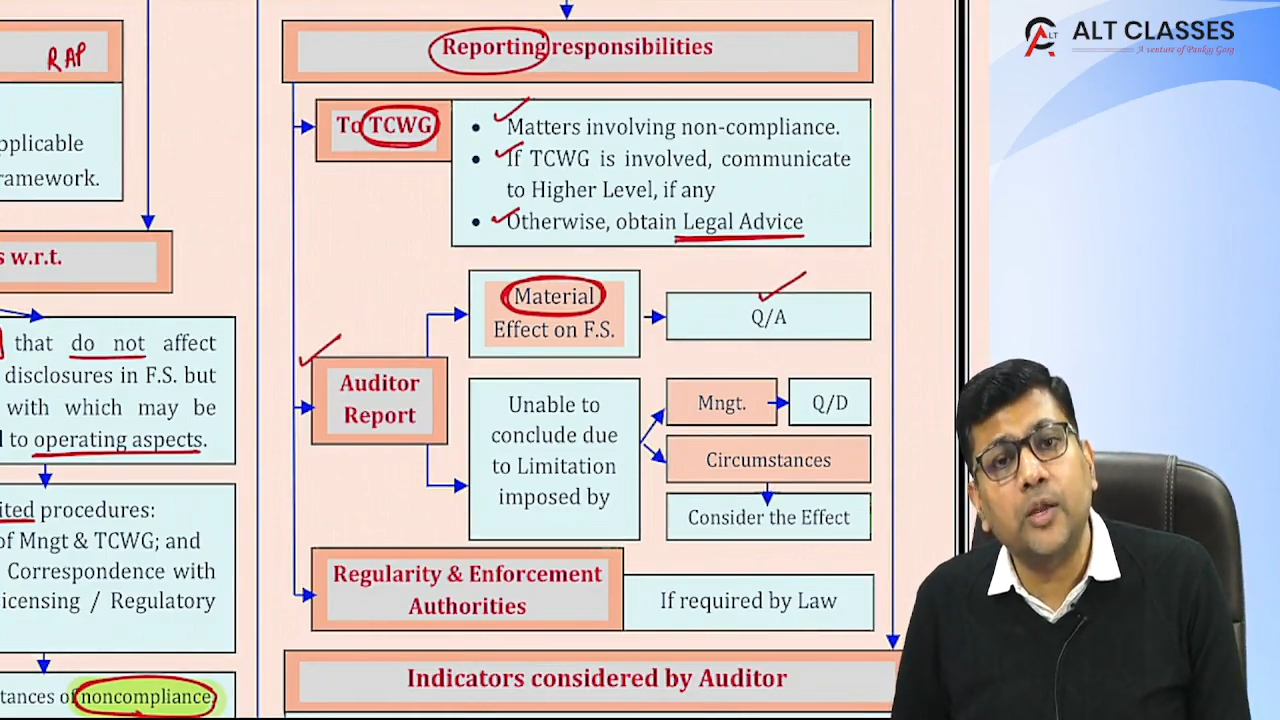 RAP
pplicable
ramework.
s w.r.t.
that do not affect
disclosures in F.S. but
with which may be
to operating aspects.
ited procedures:
of Mngt & TCWG; and
Correspondence with
icensing / Regulatory
tances of noncompliance.
Reporting responsibilities
To TCWG
• Matters involving non-compliance.
• If TCWG is involved, communicate
to Higher Level, if any
• Otherwise, obtain Legal Advice
Auditor
Report
Material
Effect on F.S.
Q/A
Unable to
conclude due
to Limitation
imposed by
Mngt.
Q/D
Circumstances
Consider the Effect
Regularity & Enforcement
Authorities
If required by Law
Indicators considered by Auditor
ALT
ALT CLASSES
A venture of Pankaj Garg